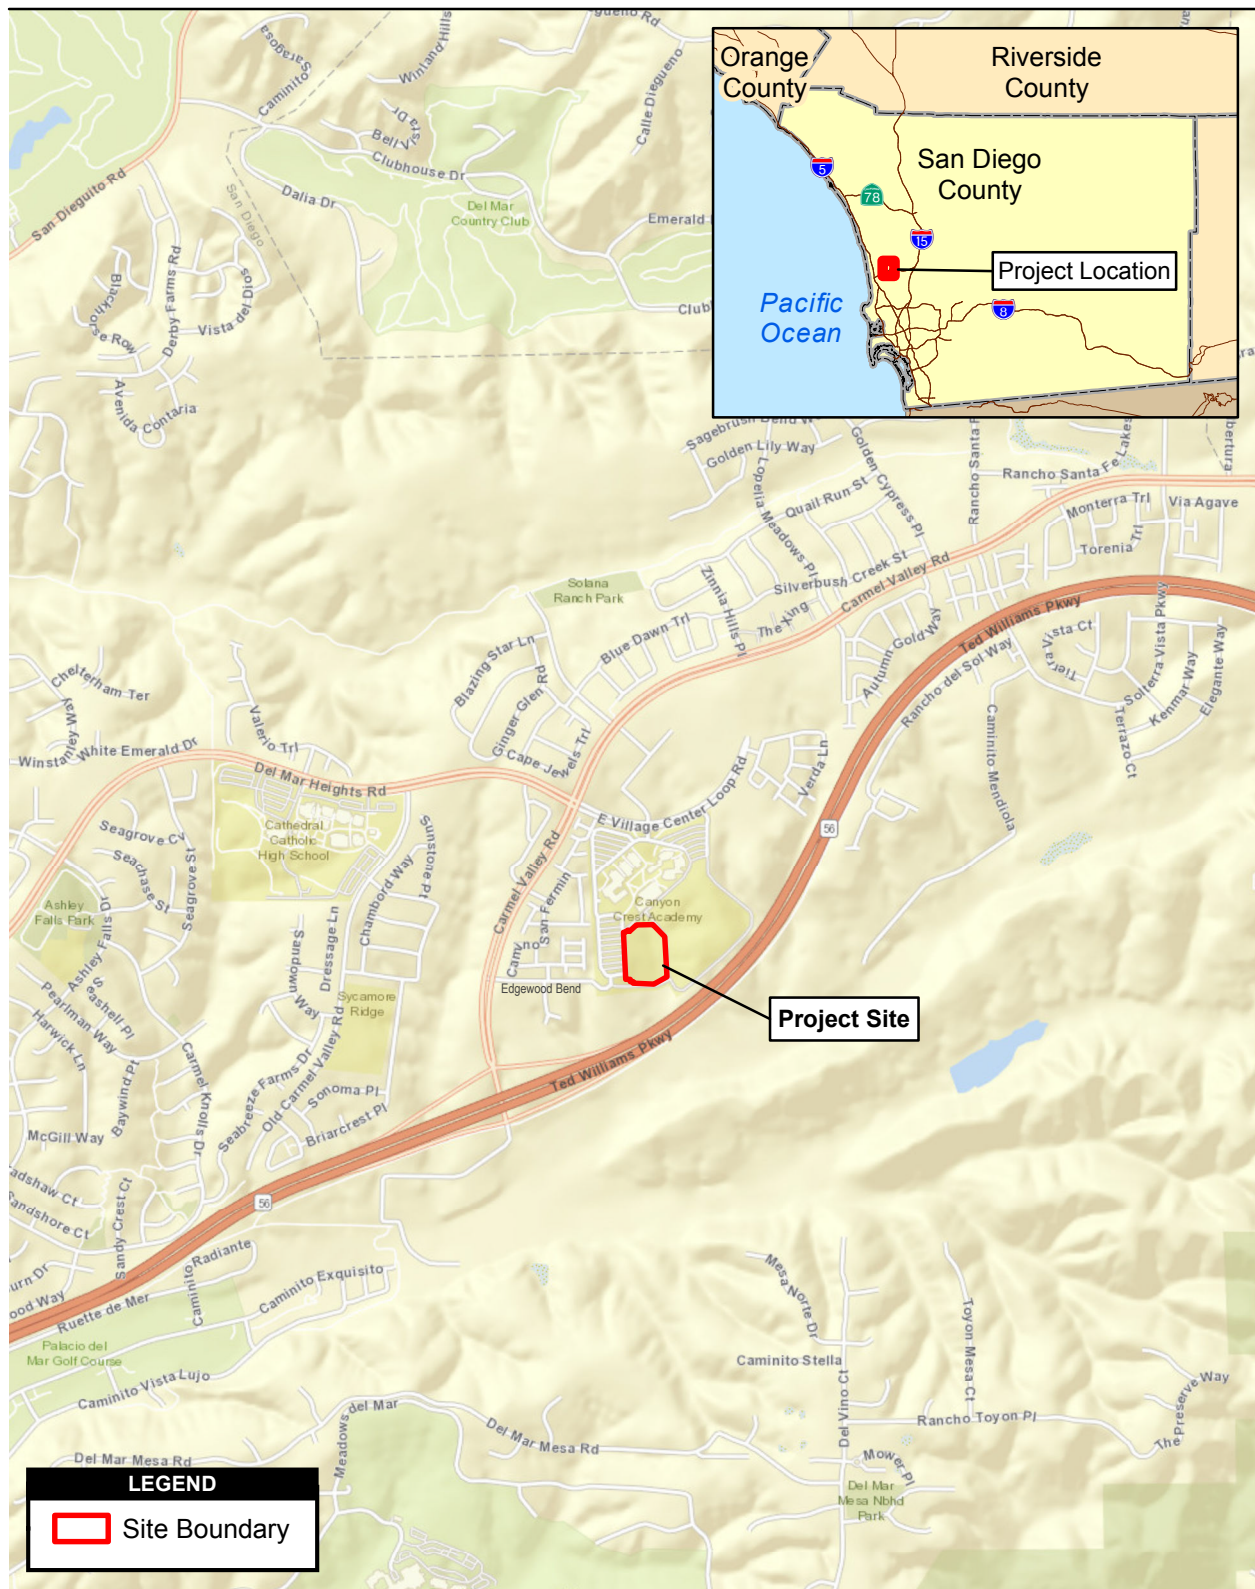 Saragosa
Caminito
Winland Hills
Calle Diegueno
Bella
Vista Dr
Clubhouse Dr
Dalia Dr
Del Mar
Country Club
Emerald
San Dieguito Rd
San Diego
Derby Farms Rd
Blackhorse Row
Vista del Dios
Avenida Contaria
Orange
County
Riverside
County
San Diego
County
5
78
15
8
Project Location
Pacific
Ocean
Golden Lily Way
Lopelia Meadows Pl
Quail Run St
Golden Cypress Pl
Rancho Santa Fe Lakes
Monterra Trl
Via Agave
Torenia Trl
Silverbush Creek St
Carmel Valley Rd
Zinnia Hills Pl
Solana
Ranch Park
The King
Blue Dawn Trl
Autumn Gold Way
Ted Williams Pkwy
Rancho del Sol Way
Tierra Vista Ct
Solterra Vista Pkwy
Kenmar Way
Elegante Way
Terrazo Ct
Caminito Mendiola
Blazing Star Ln
Ginger Glen Rd
Cape Jewels Trl
Chelterham Ter
Winstanley Way
White Emerald Dr
Valerio Trl
Del Mar Heights Rd
E Village Center Loop Rd
Verda Ln
56
Cathedral
Catholic
High School
Seagrove Cv
Seachase St
Seagrove St
Sunstone Pt
Chambord Way
Dressage Ln
Carmel Valley Rd
San Fermin
Canyon
Crest Academy
Ashley
Falls Park
Ashley Falls Dr
Seashell Pl
Pearlman Way
Harwick Ln
Sandown Way
Sycamore
Ridge
Edgewood Bend
Project Site
Ted Williams Pkwy
Baywind Pt
Carmel Knolls Dr
Seabreeze Farms Dr
Old Carmel Valley Rd
Sonoma Pl
Briarcrest Pl
McGill Way
Sandshore Ct
Sandy Crest Ct
56
Caminito
Radiante
Caminito Exquisito
Ruette de Mer
Palacio del
Mar Golf Course
Caminito Vista Lujo
Mesa Norte Dr
Toyon Mesa Ct
Caminito Stella
Del Vino Ct
Rancho Toyon Pl
The Preserve Way
Meadows del Mar
Del Mar Mesa Rd
Del Mar Mesa Rd
Mower Pl
Del Mar
Mesa Nbhd
Park
LEGEND
Site Boundary